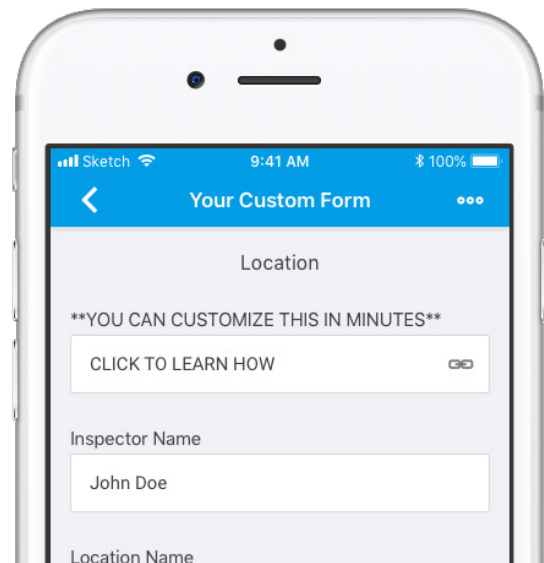 Sketch 9:41 AM 100%
Your Custom Form
Location
**YOU CAN CUSTOMIZE THIS IN MINUTES**
CLICK TO LEARN HOW
Inspector Name
John Doe
Location Name